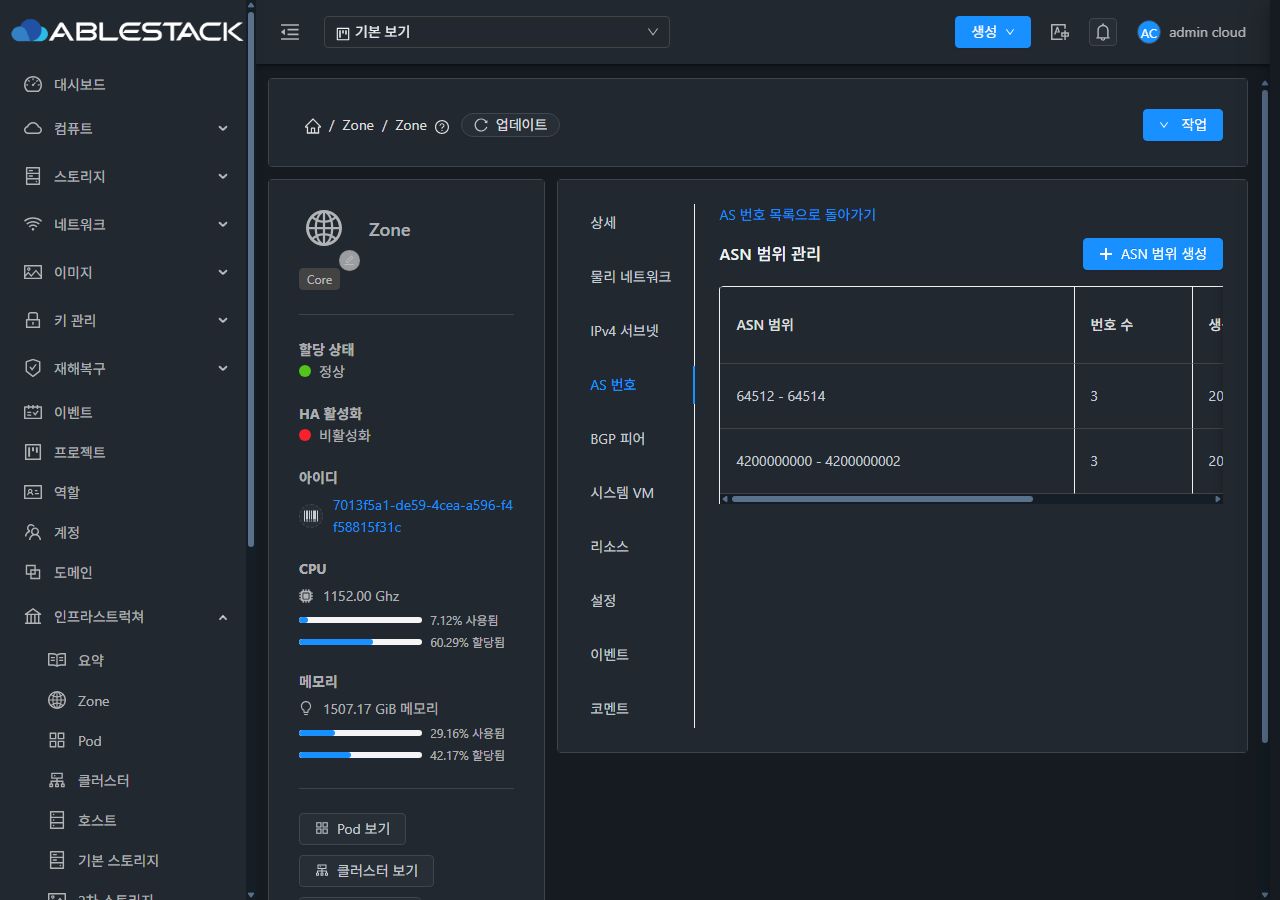 ABLESTACK
기본 보기
생성
AC
admin cloud
대시보드
컴퓨트
스토리지
네트워크
이미지
키 관리
재해복구
이벤트
프로젝트
역할
계정
도메인
인프라스트럭쳐
요약
Zone
Pod
클러스터
호스트
기본 스토리지
2차 스토리지
/ Zone / Zone
업데이트
작업
Zone
Core
할당 상태
정상
HA 활성화
비활성화
아이디
7013f5a1-de59-4cea-a596-f4
f58815f31c
CPU
1152.00 Ghz
7.12% 사용됨
60.29% 할당됨
메모리
1507.17 GiB 메모리
29.16% 사용됨
42.17% 할당됨
Pod 보기
클러스터 보기
상세
물리 네트워크
IPv4 서브넷
AS 번호
BGP 피어
시스템 VM
리소스
설정
이벤트
코멘트
AS 번호 목록으로 돌아가기
ASN 범위 관리
ASN 범위 생성
ASN 범위 번호 수
64512 - 64514 3 20
4200000000 - 4200000002 3 20